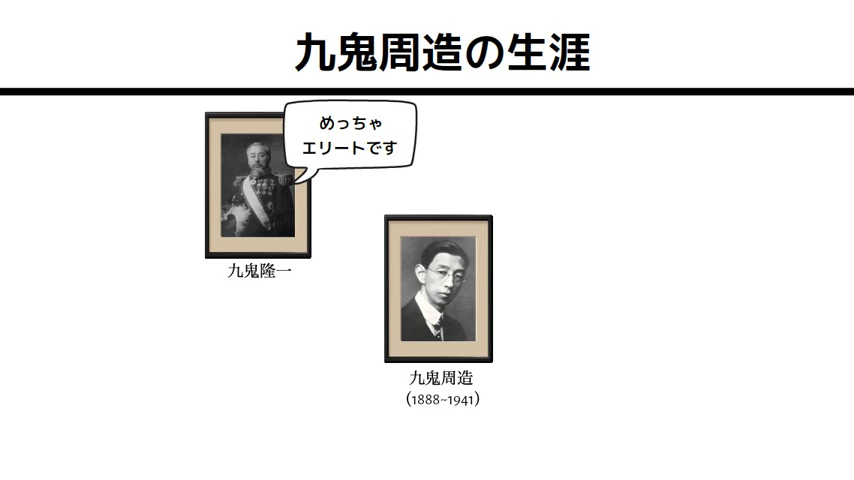 九鬼周造の生涯
めっちゃ
エリートです
九鬼隆一
九鬼周造
(1888~1941)